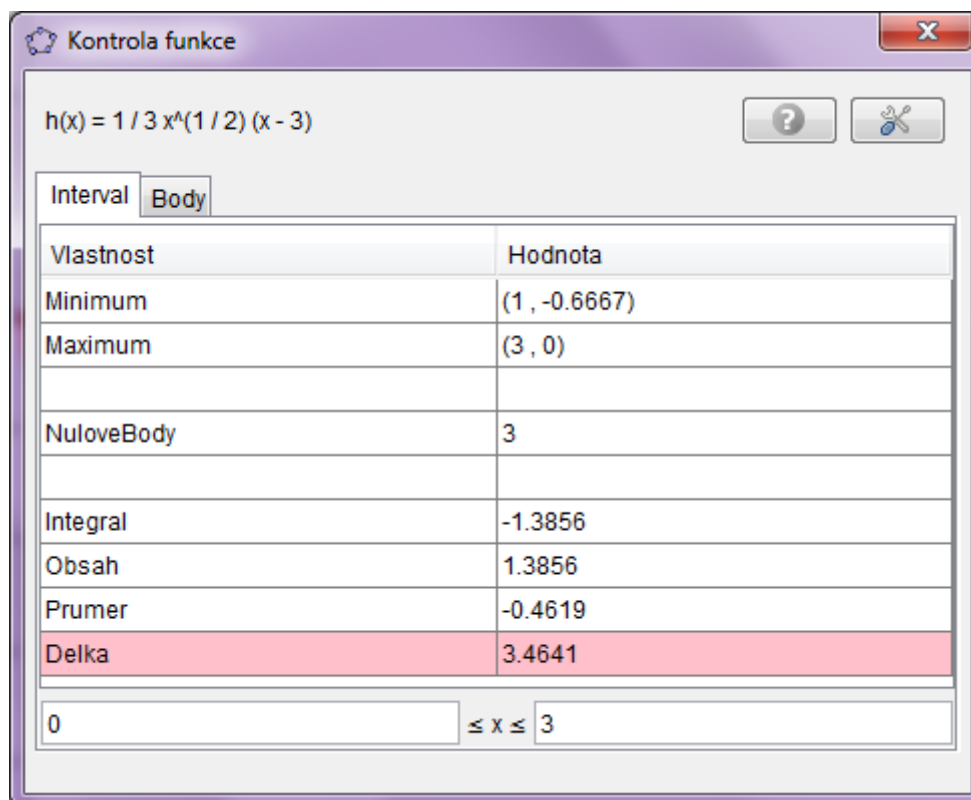 Kontrola funkce
h(x) = 1 / 3 x^(1 / 2) (x - 3)
Interval Body
Vlastnost Hodnota
Minimum (1 , -0.6667)
Maximum (3 , 0)
NuloveBody 3
Integral -1.3856
Obsah 1.3856
Prumer -0.4619
Delka 3.4641
0 ≤ x ≤ 3